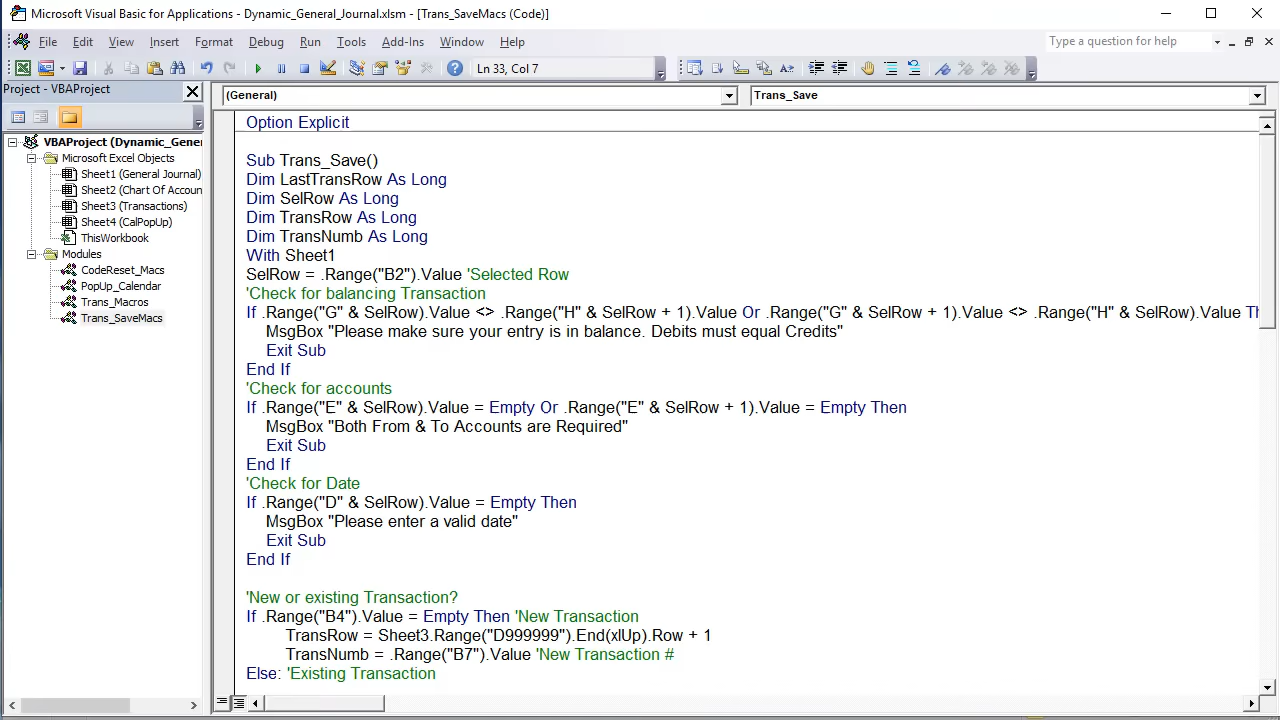 Microsoft Visual Basic for Applications - Dynamic_General_Journal.xlsm - [Trans_SaveMacs (Code)]
File Edit View Insert Format Debug Run Tools Add-Ins Window Help
Type a question for help
Ln 33, Col 7
Project - VBAProject
(General)
Trans_Save
VBAProject (Dynamic_Gener
Microsoft Excel Objects
Sheet1 (General Journal)
Sheet2 (Chart Of Accoun
Sheet3 (Transactions)
Sheet4 (CalPopUp)
ThisWorkbook
Modules
CodeReset_Macs
PopUp_Calendar
Trans_Macros
Trans_SaveMacs
Option Explicit
Sub Trans_Save()
Dim LastTransRow As Long
Dim SelRow As Long
Dim TransRow As Long
Dim TransNumb As Long
With Sheet1
SelRow = .Range("B2").Value 'Selected Row
'Check for balancing Transaction
If .Range("G" & SelRow).Value <> .Range("H" & SelRow + 1).Value Or .Range("G" & SelRow + 1).Value <> .Range("H" & SelRow).Value Th
MsgBox "Please make sure your entry is in balance. Debits must equal Credits"
Exit Sub
End If
'Check for accounts
If .Range("E" & SelRow).Value = Empty Or .Range("E" & SelRow + 1).Value = Empty Then
MsgBox "Both From & To Accounts are Required"
Exit Sub
End If
'Check for Date
If .Range("D" & SelRow).Value = Empty Then
MsgBox "Please enter a valid date"
Exit Sub
End If
'New or existing Transaction?
If .Range("B4").Value = Empty Then 'New Transaction
TransRow = Sheet3.Range("D999999").End(xlUp).Row + 1
TransNumb = .Range("B7").Value 'New Transaction #
Else: 'Existing Transaction